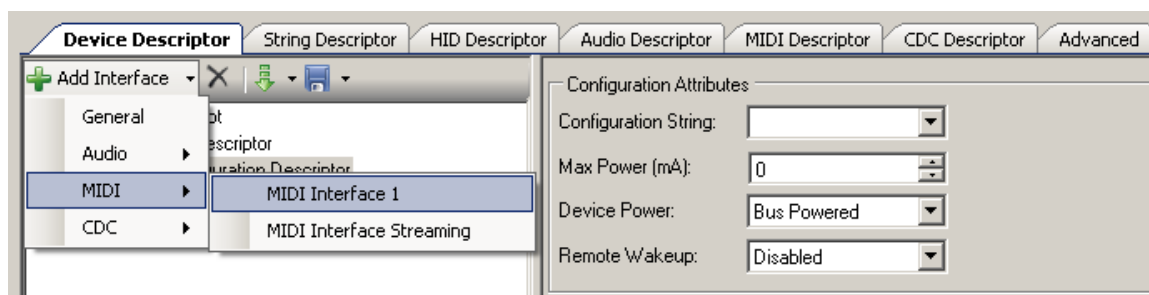 Device Descriptor String Descriptor HID Descriptor Audio Descriptor MIDI Descriptor CDC Descriptor Advanced
Add Interface
General
Audio
MIDI
CDC
MIDI Interface 1
MIDI Interface Streaming
Descriptor
Configuration Attributes
Configuration String:
Max Power (mA): 0
Device Power: Bus Powered
Remote Wakeup: Disabled